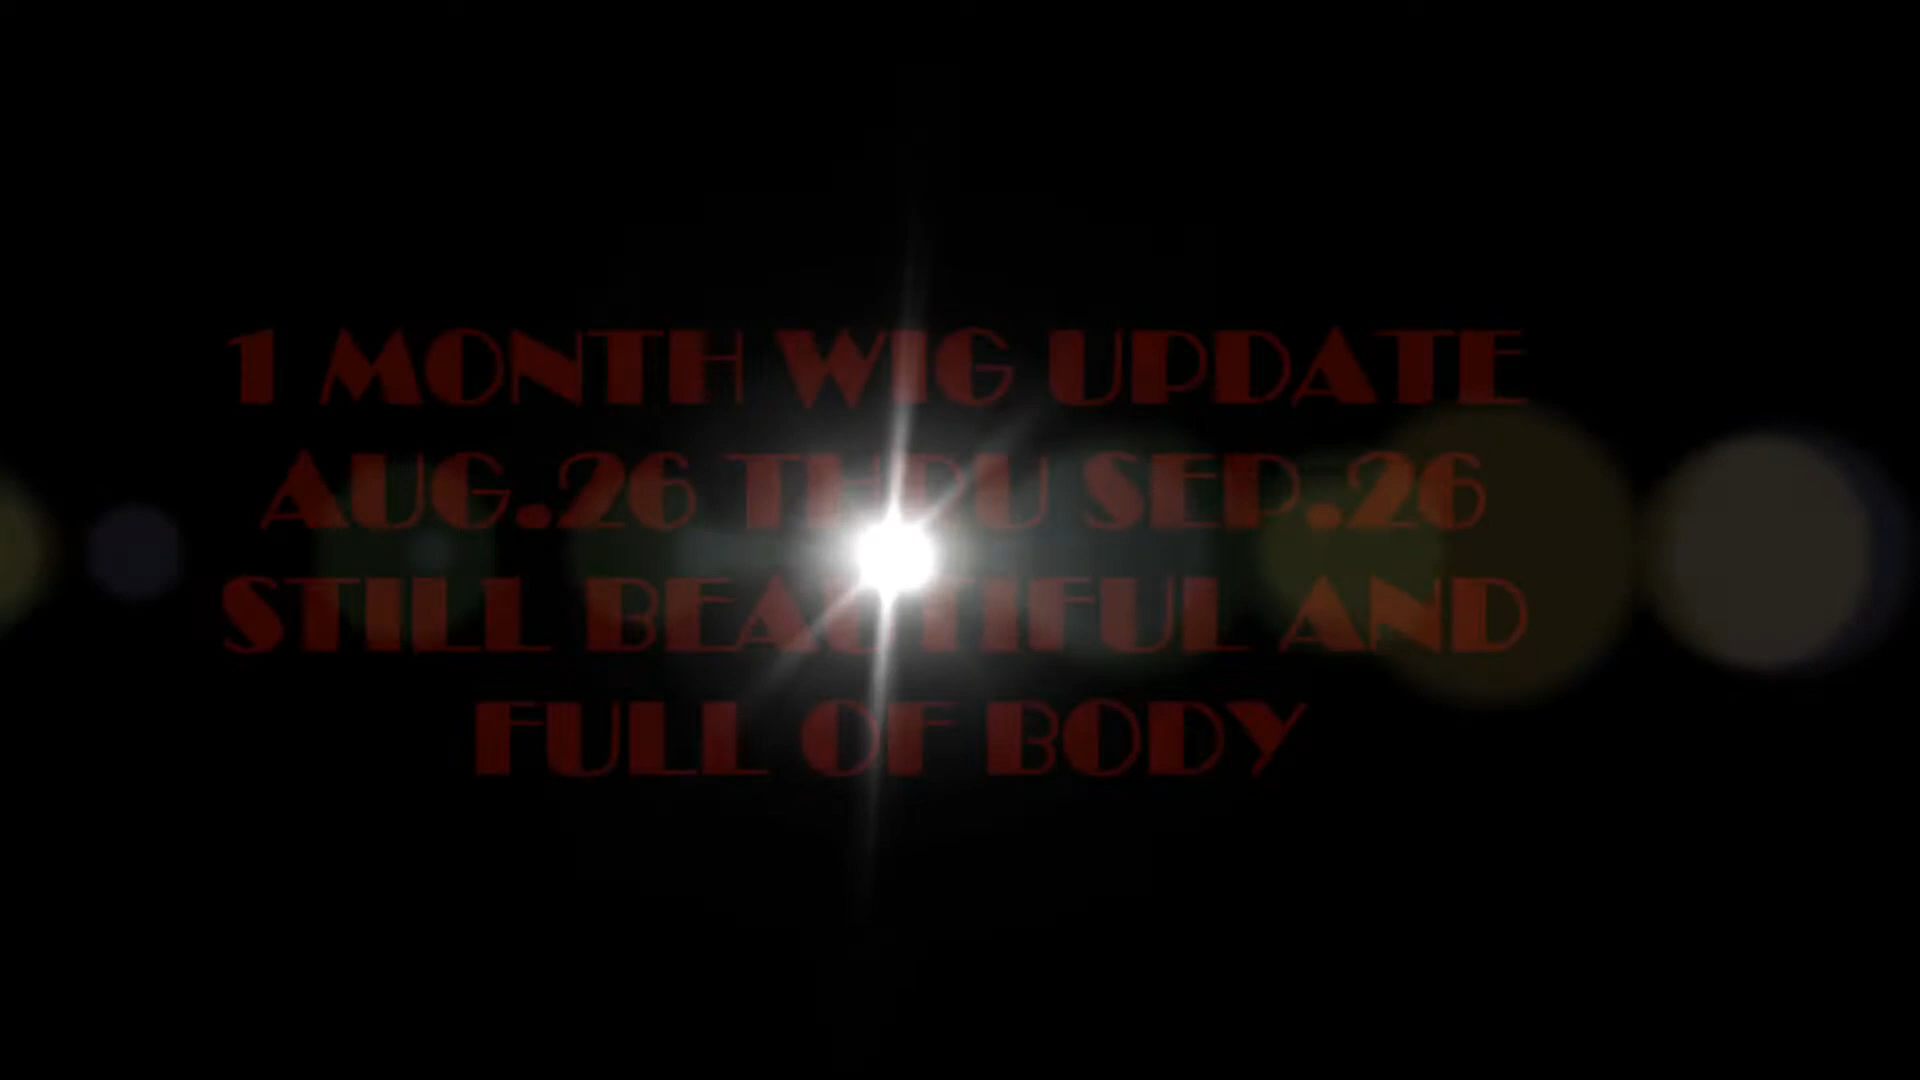 1 MONTH WIG UPDATE
AUG.26 THRU SEP.26
STILL BEAUTIFUL AND
FULL OF BODY